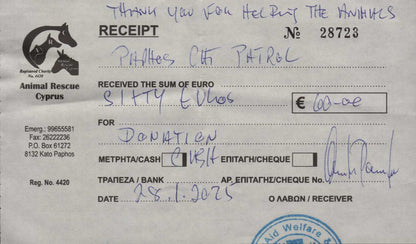 THANK YOU FOR HELPING THE ANIMALS
RECEIPT No 28723
PAPHOS CAT PATROL
Registered Charity
No. 4420
Animal Rescue
Cyprus
RECEIVED THE SUM OF EURO
SIXTY EUROS € 60-00
FOR
DONATION
Emerg.: 99655581
Fax: 26222236
P.O. Box 61272
8132 Kato Paphos
ΜΕΤΡΗΤΑ/CASH CASH ΕΠΙΤΑΓΗ/CHEQUE
Reg. No. 4420
ΤΡΑΠΕΖΑ / BANK ΑΡ. ΕΠΙΤΑΓΗΣ/CHEQUE No.
DATE 28.1.2025 Ο ΛΑΒΩΝ / RECEIVER
Aid Welfare &